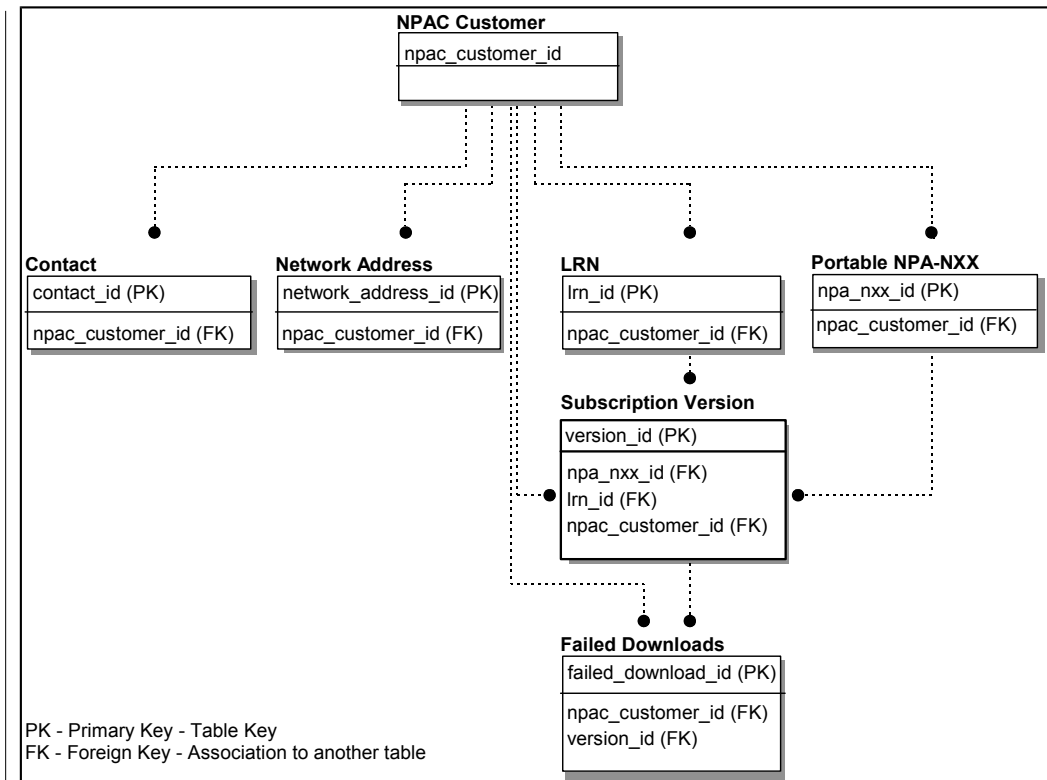 NPAC Customer
npac_customer_id
Contact
contact_id (PK)
npac_customer_id (FK)
Network Address
network_address_id (PK)
npac_customer_id (FK)
LRN
lrn_id (PK)
npac_customer_id (FK)
Portable NPA-NXX
npa_nxx_id (PK)
npac_customer_id (FK)
Subscription Version
version_id (PK)
npa_nxx_id (FK)
lrn_id (FK)
npac_customer_id (FK)
Failed Downloads
failed_download_id (PK)
npac_customer_id (FK)
version_id (FK)
PK - Primary Key - Table Key
FK - Foreign Key - Association to another table